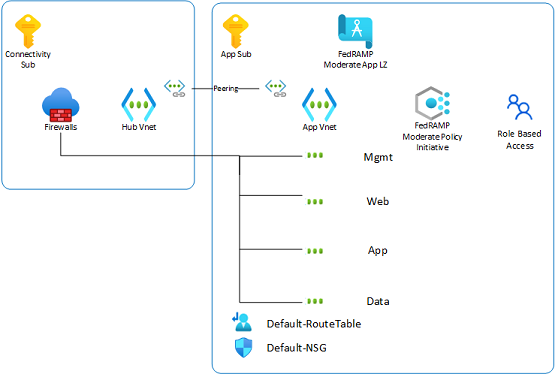 Connectivity
Sub
Firewalls
Hub Vnet
Peering
App Sub
FedRAMP
Moderate App LZ
App Vnet
FedRAMP
Moderate Policy
Initiative
Role Based
Access
Mgmt
Web
App
Data
Default-RouteTable
Default-NSG